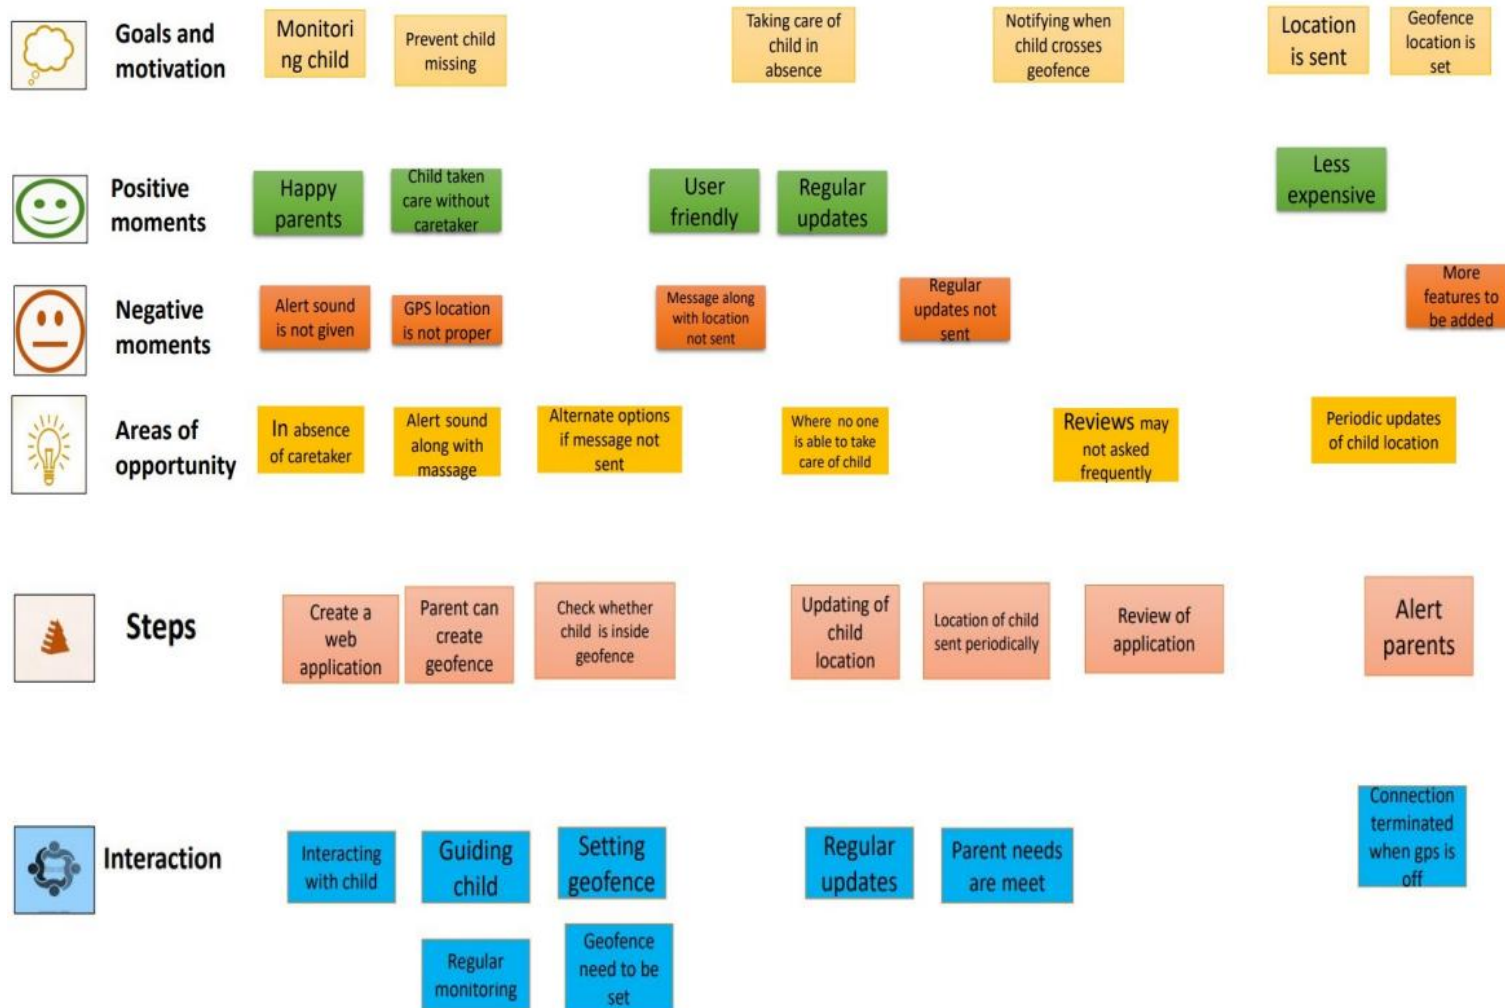 Goals and
motivation
Monitori
ng child
Prevent child
missing
Taking care of
child in
absence
Notifying when
child crosses
geofence
Location
is sent
Geofence
location is
set
Positive
moments
Happy
parents
Child taken
care without
caretaker
User
friendly
Regular
updates
Less
expensive
Negative
moments
Alert sound
is not given
GPS location
is not proper
Message along
with location
not sent
Regular
updates not
sent
More
features to
be added
Areas of
opportunity
In absence
of caretaker
Alert sound
along with
massage
Alternate options
if message not
sent
Where no one
is able to take
care of child
Reviews may
not asked
frequently
Periodic updates
of child location
Steps
Create a
web
application
Parent can
create
geofence
Check whether
child is inside
geofence
Updating of
child
location
Location of child
sent periodically
Review of
application
Alert
parents
Interaction
Interacting
with child
Guiding
child
Setting
geofence
Regular
updates
Parent needs
are meet
Connection
terminated
when gps is
off
Regular
monitoring
Geofence
need to be
set